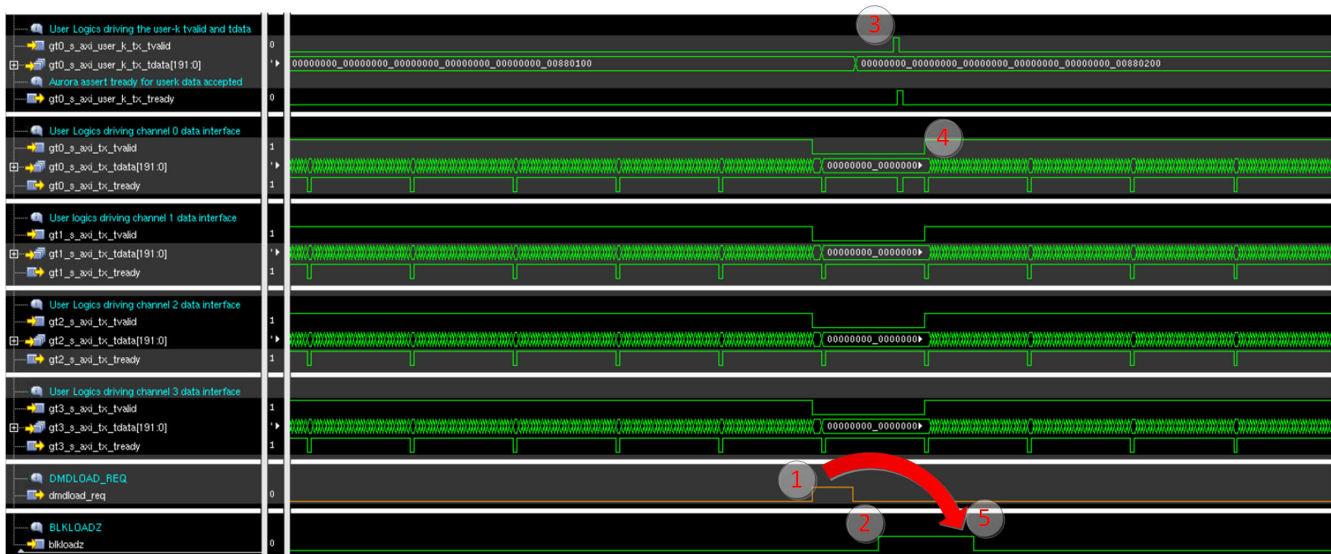 User Logics driving the user-k tvalid and tdata
3
gt0_s_axi_user_k_tx_tvalid 0
gt0_s_axi_user_k_tx_tdata[191:0] ' 00000000_00000000_00000000_00000000_00000000_00880100 00000000_00000000_00000000_00000000_00000000_00880200
Aurora assert tready for userk data accepted
gt0_s_axi_user_k_tx_tready 0
User Logics driving channel 0 data interface
4
gt0_s_axi_tx_tvalid 1
gt0_s_axi_tx_tdata[191:0] ' 00000000_0000000
gt0_s_axi_tx_tready 1
User logics driving channel 1 data interface
gt1_s_axi_tx_tvalid 1
gt1_s_axi_tx_tdata[191:0] ' 00000000_0000000
gt1_s_axi_tx_tready 1
User Logics driving channel 2 data interface
gt2_s_axi_tx_tvalid 1
gt2_s_axi_tx_tdata[191:0] ' 00000000_0000000
gt2_s_axi_tx_tready 1
User Logics driving channel 3 data interface
gt3_s_axi_tx_tvalid 1
gt3_s_axi_tx_tdata[191:0] ' 00000000_0000000
gt3_s_axi_tx_tready 1
DMDLOAD_REQ
1
dmdload_req 0
BLKLOADZ
2 5
blkloadz 0